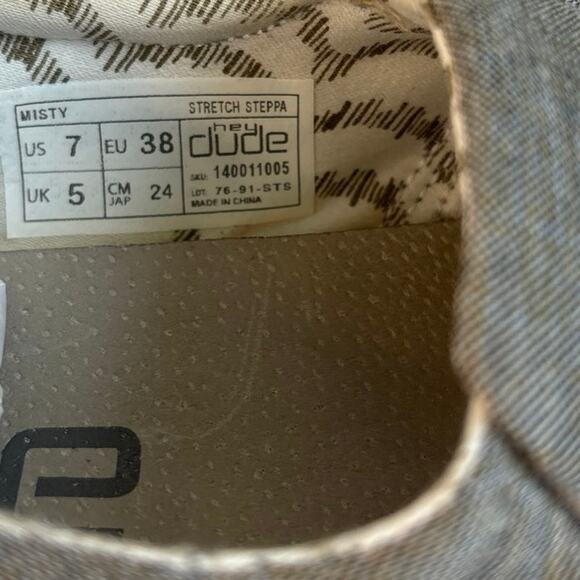 MISTY STRETCH STEPPA
US 7 EU 38 hey dude
SKU: 140011005
UK 5 CM JAP 24 LOT: 76-91-STS
MADE IN CHINA